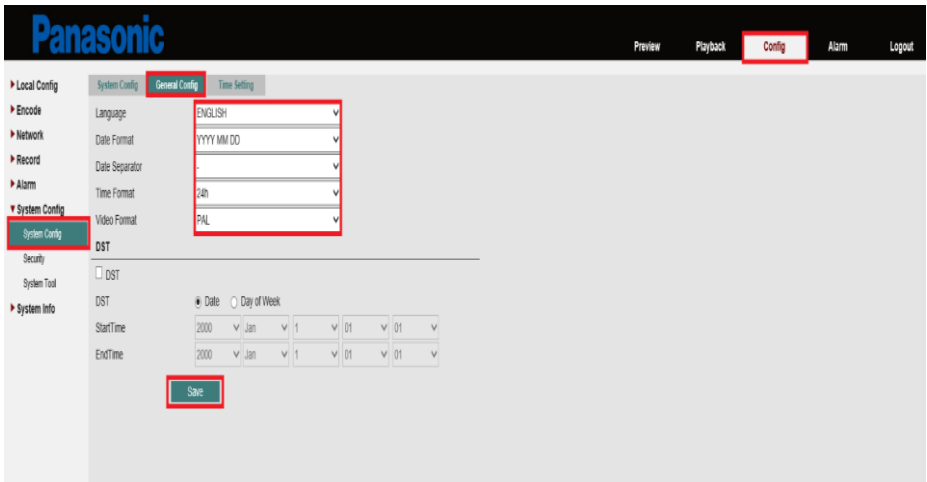 Panasonic
Preview Playback Config Alarm Logout
Local Config
Encode
Network
Record
Alarm
System Config
System Config
Security
System Tool
System Info
System Config General Config Time Setting
Language ENGLISH
Date Format YYYY MM DD
Date Separator -
Time Format 24h
Video Format PAL
DST
DST
DST Date Day of Week
StartTime 2000 Jan 1 01 01
EndTime 2000 Jan 1 01 01
Save